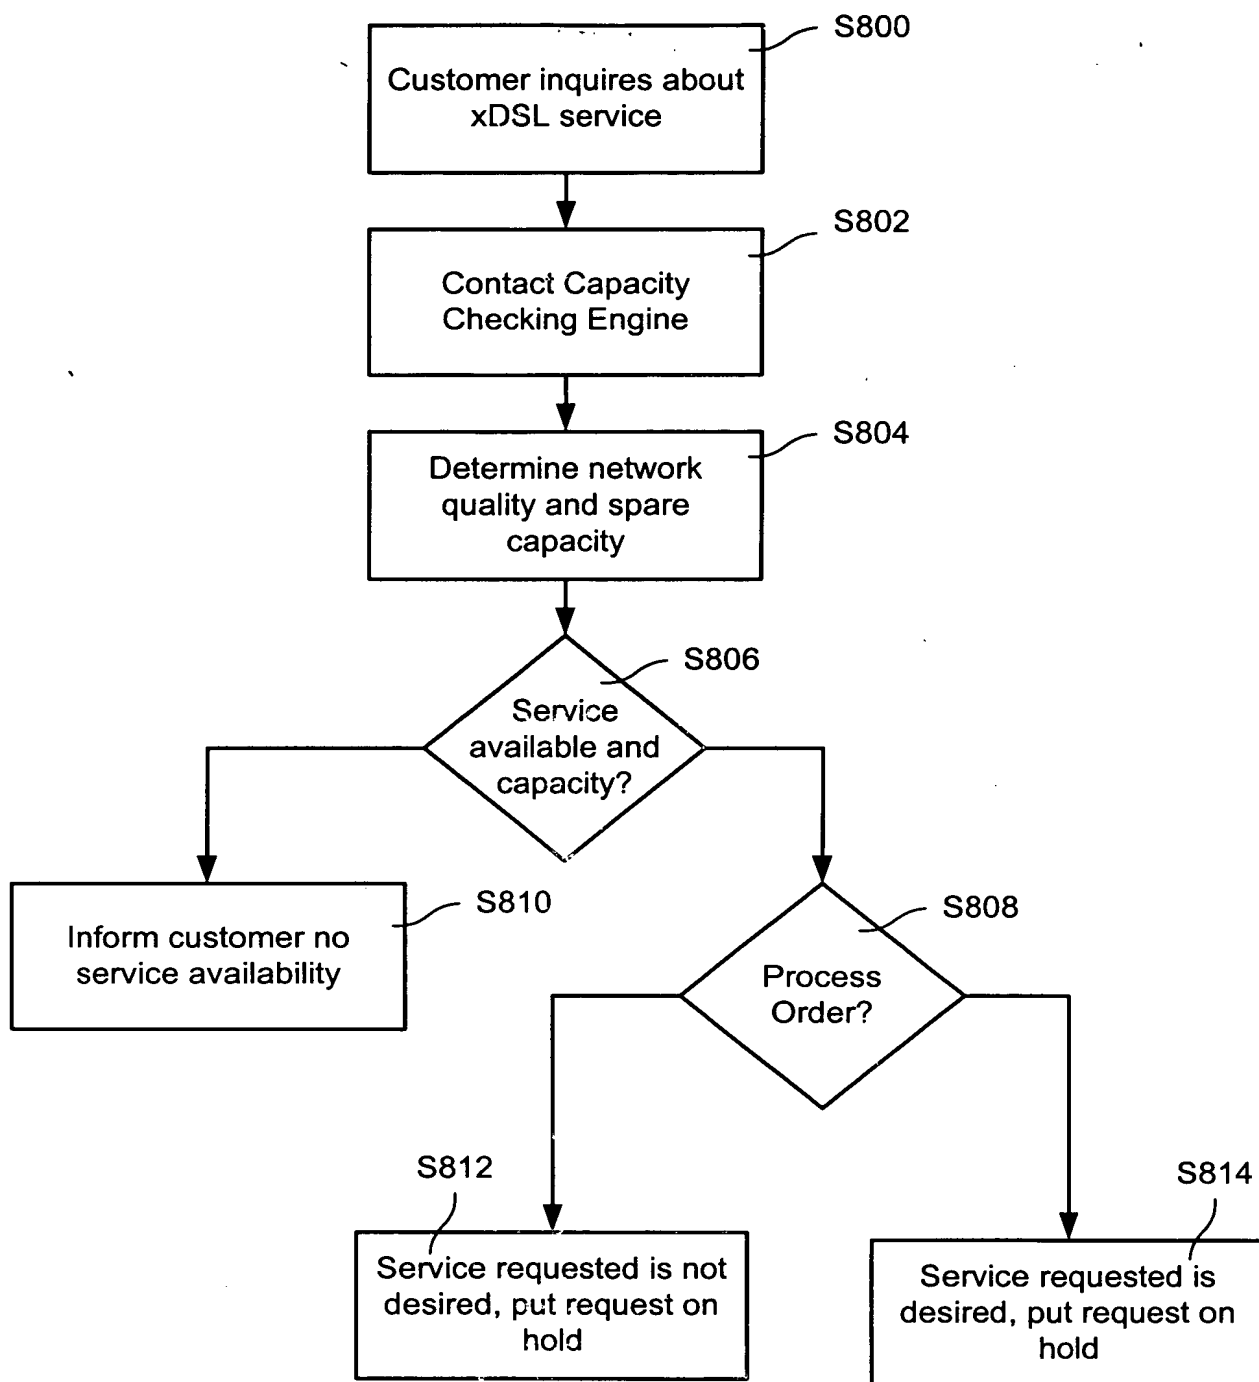 S800
Customer inquires about
xDSL service
S802
Contact Capacity
Checking Engine
S804
Determine network
quality and spare
capacity
S806
Service
available and
capacity?
S810
Inform customer no
service availability
S808
Process
Order?
S812
Service requested is not
desired, put request on
hold
S814
Service requested is
desired, put request on
hold